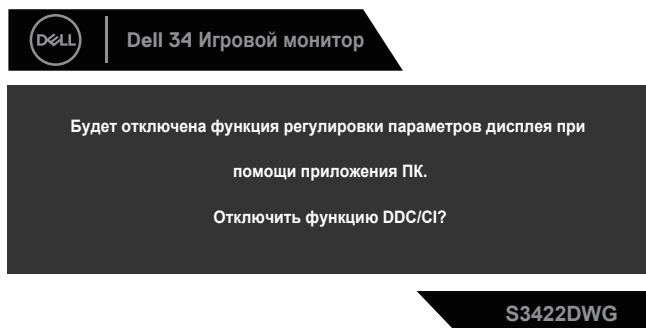 DELL
Dell 34 Игровой монитор
Будет отключена функция регулировки параметров дисплея при
помощи приложения ПК.
Отключить функцию DDC/CI?
S3422DWG